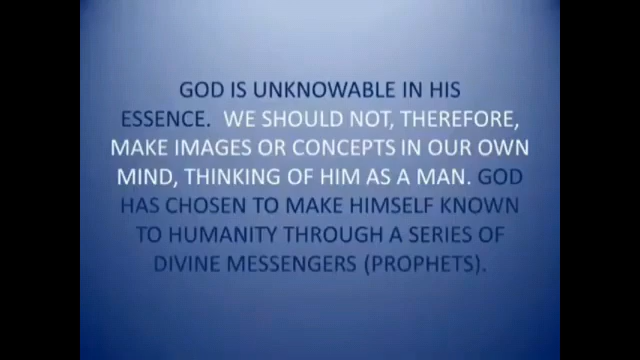 GOD IS UNKNOWABLE IN HIS
ESSENCE. WE SHOULD NOT, THEREFORE,
MAKE IMAGES OR CONCEPTS IN OUR OWN
MIND, THINKING OF HIM AS A MAN. GOD
HAS CHOSEN TO MAKE HIMSELF KNOWN
TO HUMANITY THROUGH A SERIES OF
DIVINE MESSENGERS (PROPHETS).